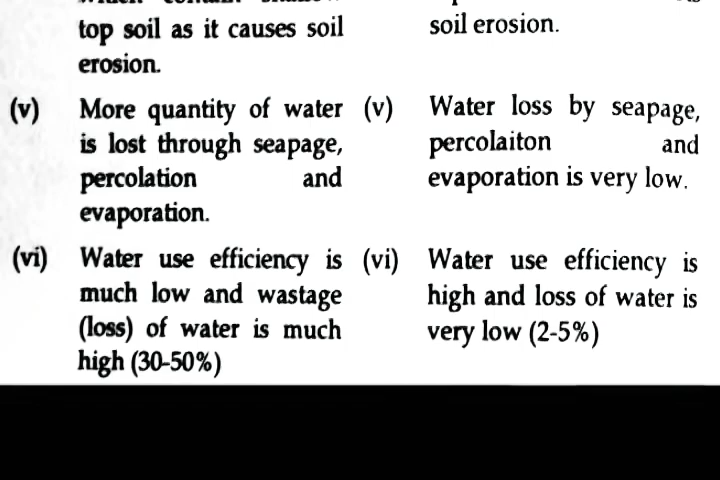 top soil as it causes soil
erosion.
(v) More quantity of water
is lost through seapage,
percolation and
evaporation.
(vi) Water use efficiency is
much low and wastage
(loss) of water is much
high (30-50%)
soil erosion.
(v) Water loss by seapage,
percolaiton and
evaporation is very low.
(vi) Water use efficiency is
high and loss of water is
very low (2-5%)